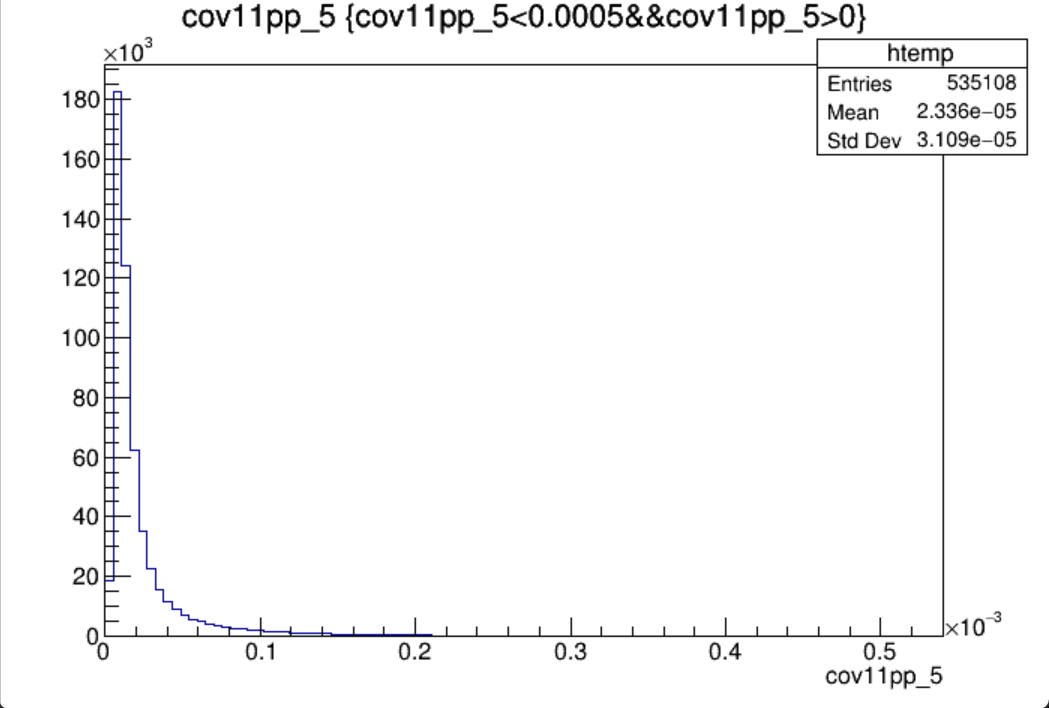 cov11pp_5 {cov11pp_5<0.0005&&cov11pp_5>0}
×10³
htemp
Entries 535108
Mean 2.336e−05
Std Dev 3.109e−05
180
160
140
120
100
80
60
40
20
0
0 0.1 0.2 0.3 0.4 0.5
×10⁻³
cov11pp_5